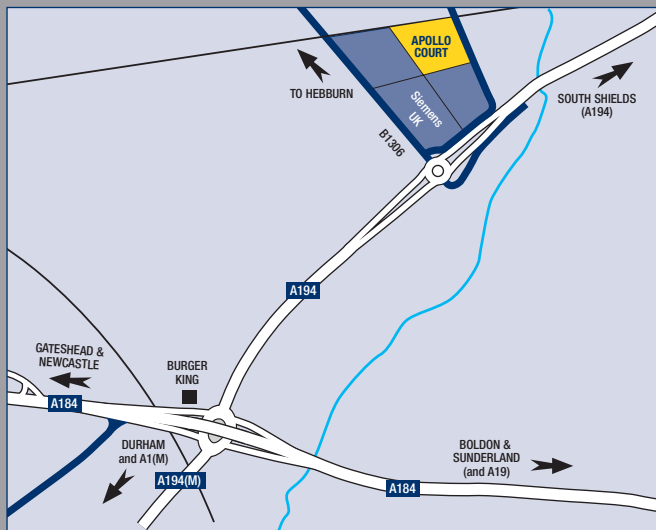 APOLLO
COURT
TO HEBBURN
Siemens
UK
SOUTH SHIELDS
(A194)
B1306
A194
GATESHEAD &
NEWCASTLE
BURGER
KING
A184
DURHAM
and A1(M)
A194(M)
BOLDON &
SUNDERLAND
(and A19)
A184